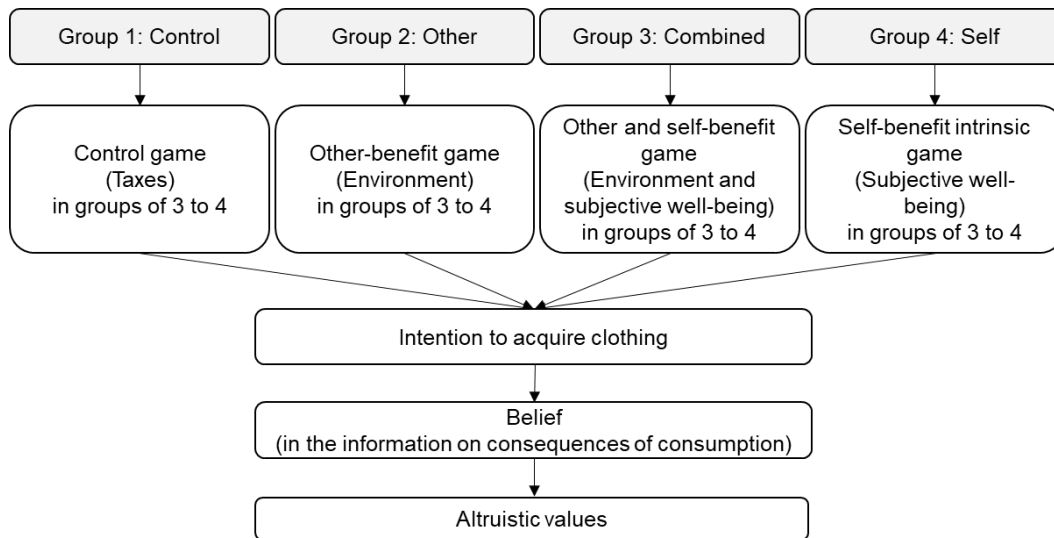 Group 1: Control
Group 2: Other
Group 3: Combined
Group 4: Self
Control game
(Taxes)
in groups of 3 to 4
Other-benefit game
(Environment)
in groups of 3 to 4
Other and self-benefit
game
(Environment and
subjective well-being)
in groups of 3 to 4
Self-benefit intrinsic
game
(Subjective well-
being)
in groups of 3 to 4
Intention to acquire clothing
Belief
(in the information on consequences of consumption)
Altruistic values